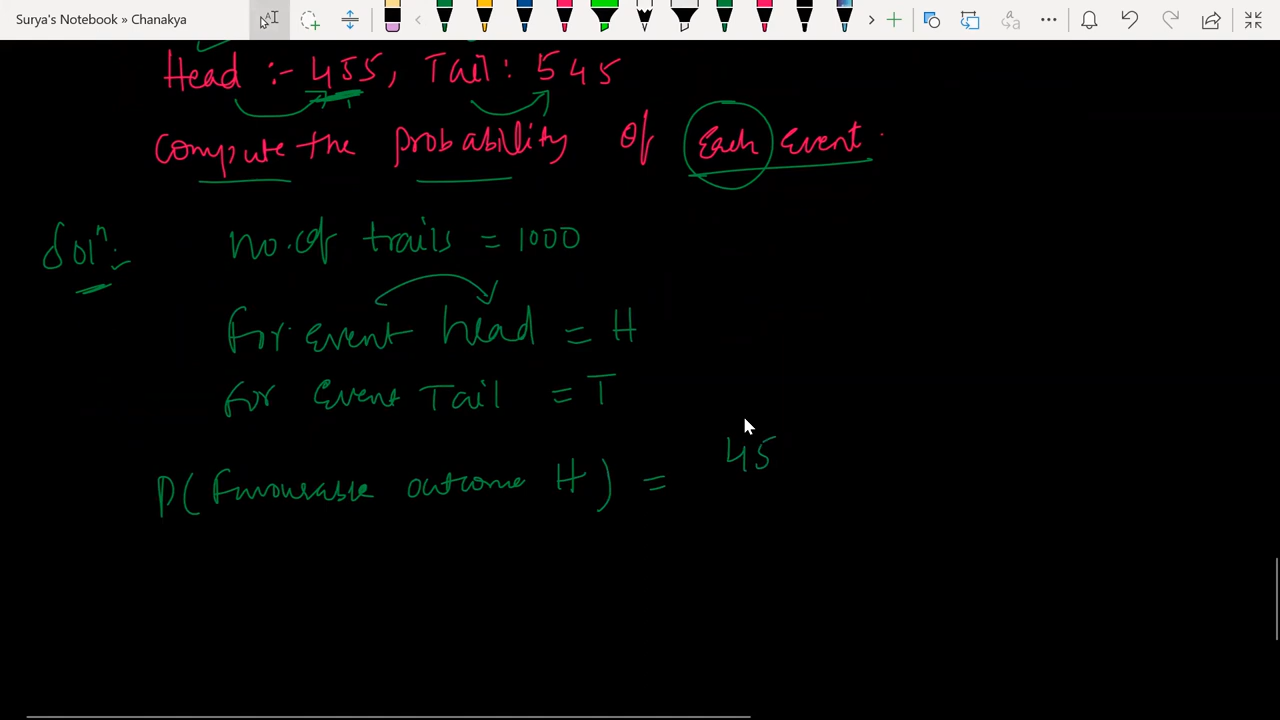 Surya's Notebook » Chanakya
Head :- 455, Tail : 545
Compute the probability of Each Event.
Solⁿ:
no. of trails = 1000
for event head = H
for event Tail = T
P(favourable outcome H) = 45